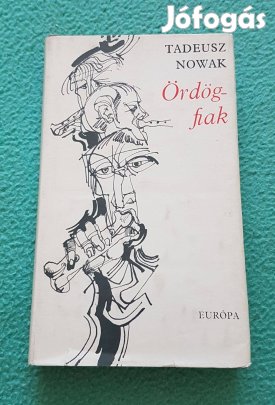 Jófogás
TADEUSZ
NOWAK
Ördög-
fiak
EURÓPA